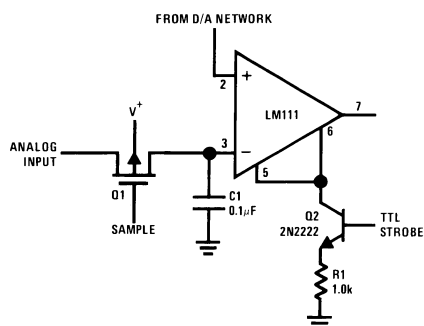 FROM D/A NETWORK
2
+
LM111
6
7
V+
ANALOG
INPUT
3
−
5
Q1
SAMPLE
C1
0.1μF
Q2
2N2222
TTL
STROBE
R1
1.0k